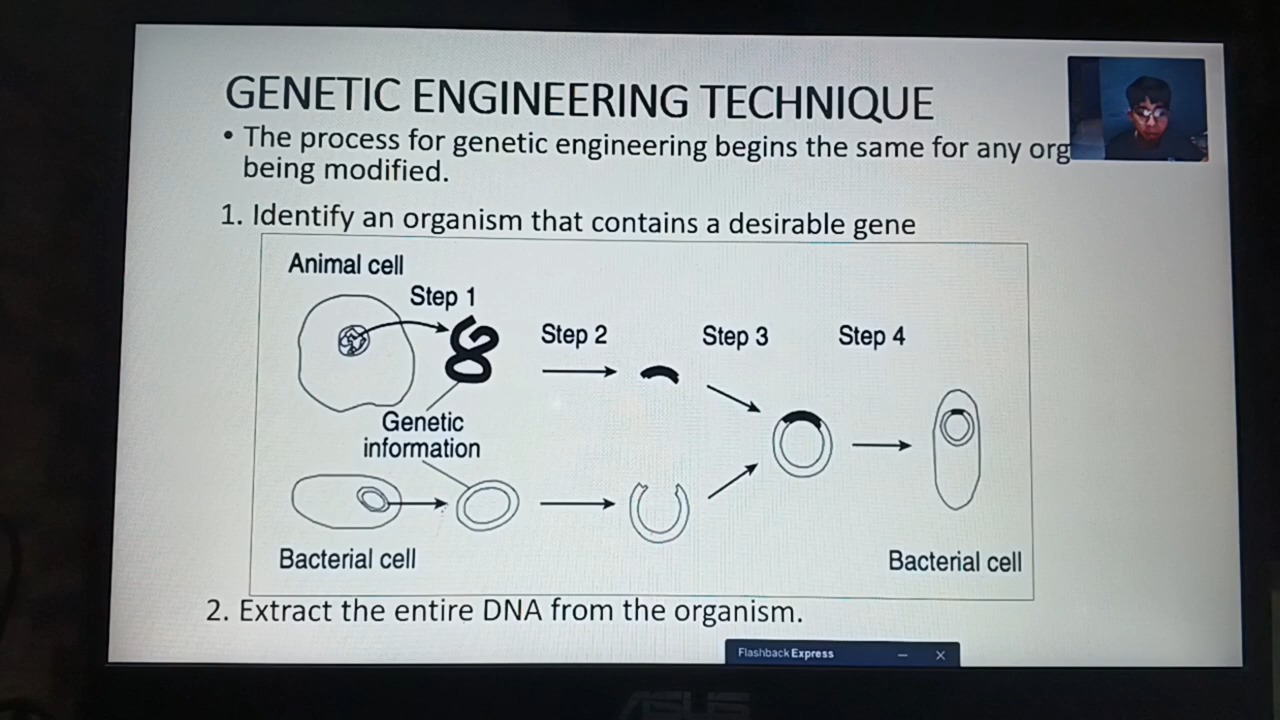 GENETIC ENGINEERING TECHNIQUE
• The process for genetic engineering begins the same for any org
being modified.
1. Identify an organism that contains a desirable gene
Animal cell
Step 1
Step 2
Step 3
Step 4
Genetic
information
Bacterial cell
Bacterial cell
2. Extract the entire DNA from the organism.
Flashback Express
ASUS